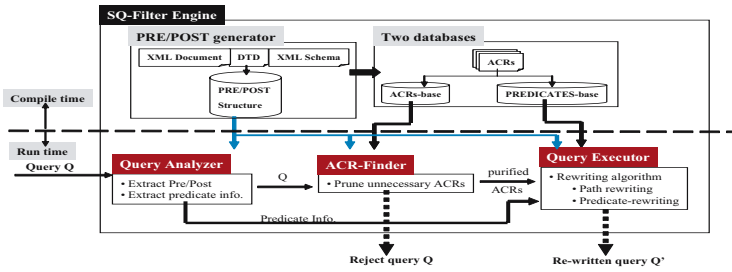 SQ-Filter Engine
PRE/POST generator
XML Document
DTD
XML Schema
PRE/POST
Structure
Two databases
ACRs
ACRs-base
PREDICATES-base
Compile time
Run time
Query Q
Query Analyzer
• Extract Pre/Post
• Extract predicate info.
Q
ACR-Finder
• Prune unnecessary ACRs
purified
ACRs
Query Executor
• Rewriting algorithm
• Path rewriting
• Predicate-rewriting
Predicate Info.
Reject query Q
Re-written query Q’